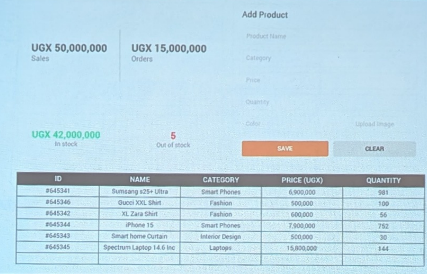 Add Product
UGX 50,000,000
Sales
UGX 15,000,000
Orders
Product Name
Category
Price
Quantity
Color
Upload Image
UGX 42,000,000
In stock
5
Out of stock
SAVE
CLEAR
ID NAME CATEGORY PRICE (UGX) QUANTITY
#645341 Sumsang s25+ Ultra Smart Phones 6,900,000 981
#645346 Gucci XXL Shirt Fashion 500,000 100
#645342 XL Zara Shirt Fashion 600,000 56
#645344 iPhone 15 Smart Phones 7,900,000 752
#645343 Smart home Curtain Interior Design 500,000 30
#645345 Spectrum Laptop 14.6 Inc Laptops 15,800,000 144